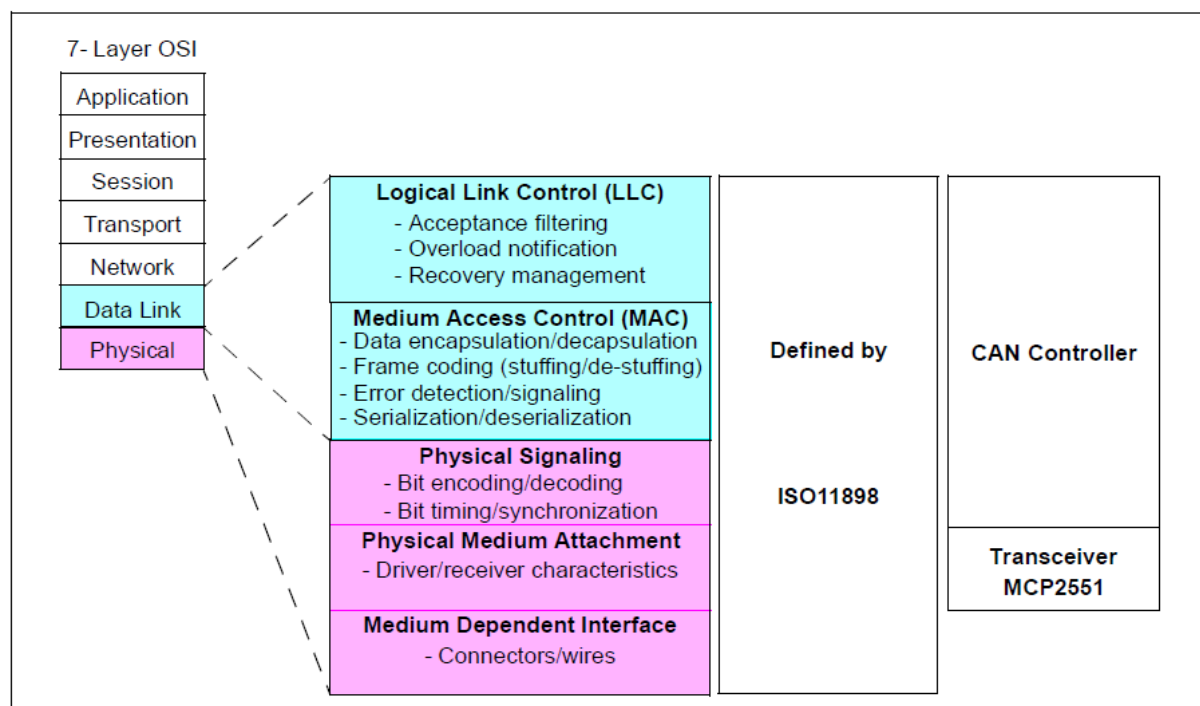 7- Layer OSI
Application
Presentation
Session
Transport
Network
Data Link
Physical
Logical Link Control (LLC)
- Acceptance filtering
- Overload notification
- Recovery management
Medium Access Control (MAC)
- Data encapsulation/decapsulation
- Frame coding (stuffing/de-stuffing)
- Error detection/signaling
- Serialization/deserialization
Physical Signaling
- Bit encoding/decoding
- Bit timing/synchronization
Physical Medium Attachment
- Driver/receiver characteristics
Medium Dependent Interface
- Connectors/wires
Defined by
ISO11898
CAN Controller
Transceiver
MCP2551